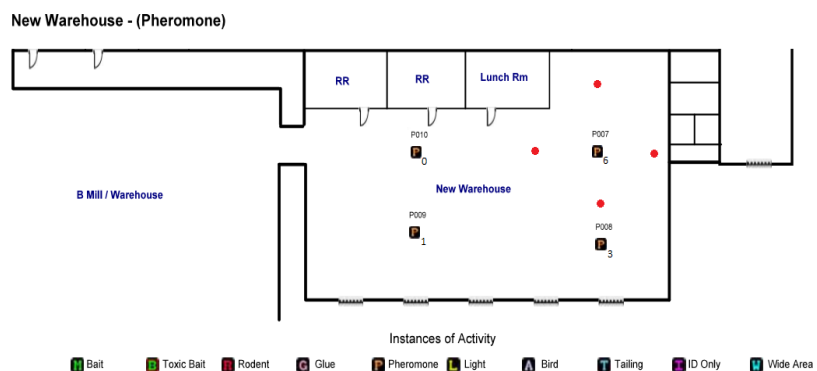 New Warehouse - (Pheromone)
RR
RR
Lunch Rm
P010
P
0
P007
P
6
B Mill / Warehouse
New Warehouse
P009
P
1
P008
P
3
Instances of Activity
M Bait
B Toxic Bait
R Rodent
G Glue
P Pheromone
L Light
A Bird
T Tailing
I ID Only
W Wide Area